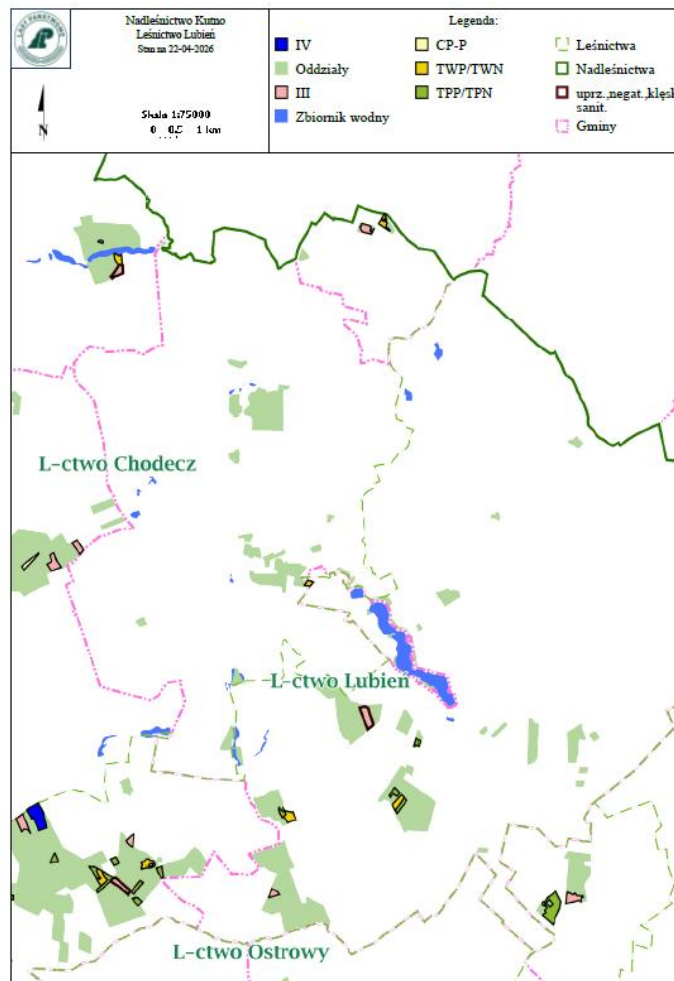 LASY PAŃSTWOWE
Nadleśnictwo Kutno
Leśnictwo Lubień
Stan na 22-04-2026
N
Skala 1:75000
0 0,5 1 km
Legenda:
IV
Oddziały
III
Zbiornik wodny
CP-P
TWP/TWN
TPP/TPN
Leśnictwa
Nadleśnictwa
uprz.,negat.,klęsk
sanit.
Gminy
L-ctwo Chodecz
L-ctwo Lubień
L-ctwo Ostrowy